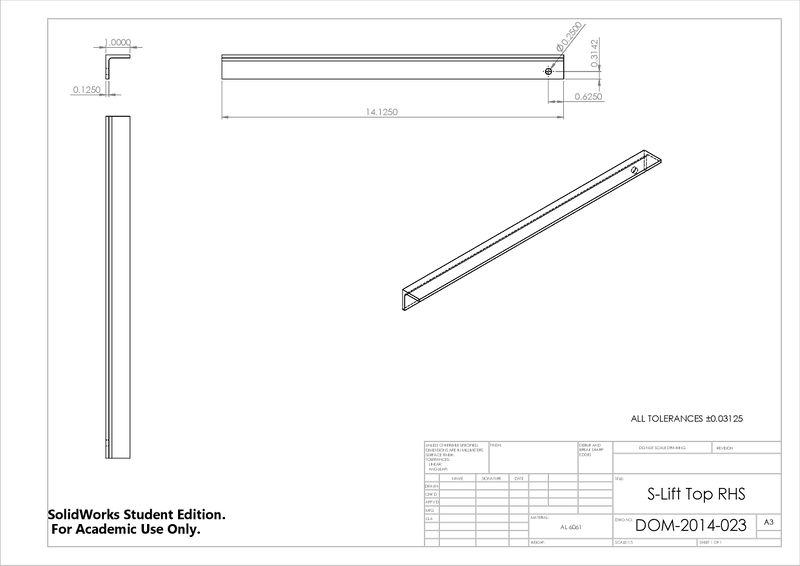 1.0000
0.1250
Ø0.2500
0.3142
0.6250
14.1250
ALL TOLERANCES ±0.03125
UNLESS OTHERWISE SPECIFIED:
DIMENSIONS ARE IN MILLIMETERS
SURFACE FINISH:
TOLERANCES:
LINEAR:
ANGULAR:
FINISH:
DEBUR AND
BREAK SHARP
EDGES
DO NOT SCALE DRAWING
REVISION
NAME
SIGNATURE
DATE
TITLE:
DRAWN
CHK'D
APPV'D
MFG
Q.A
S-Lift Top RHS
MATERIAL:
AL 6061
DWG NO.
DOM-2014-023
A3
WEIGHT:
SCALE:1:5
SHEET 1 OF 1
SolidWorks Student Edition.
For Academic Use Only.